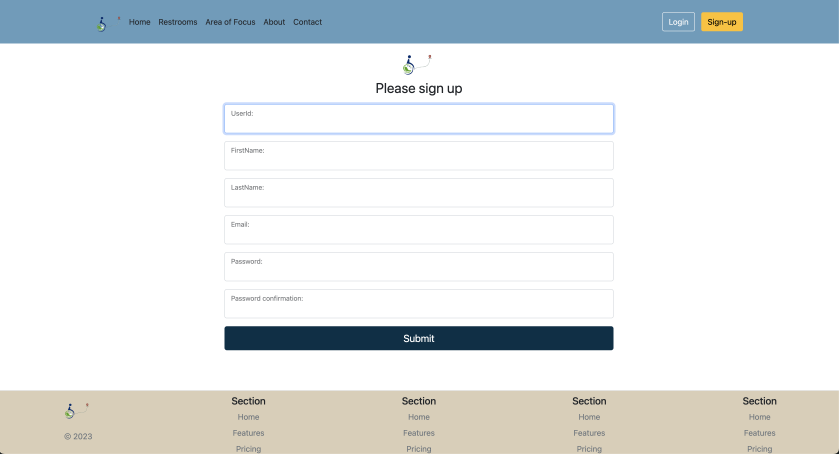 Home Restrooms Area of Focus About Contact Login Sign-up
Please sign up
UserId:
FirstName:
LastName:
Email:
Password:
Password confirmation:
Submit
Section Section Section Section
Home Home Home Home
© 2023 Features Features Features Features
Pricing Pricing Pricing Pricing